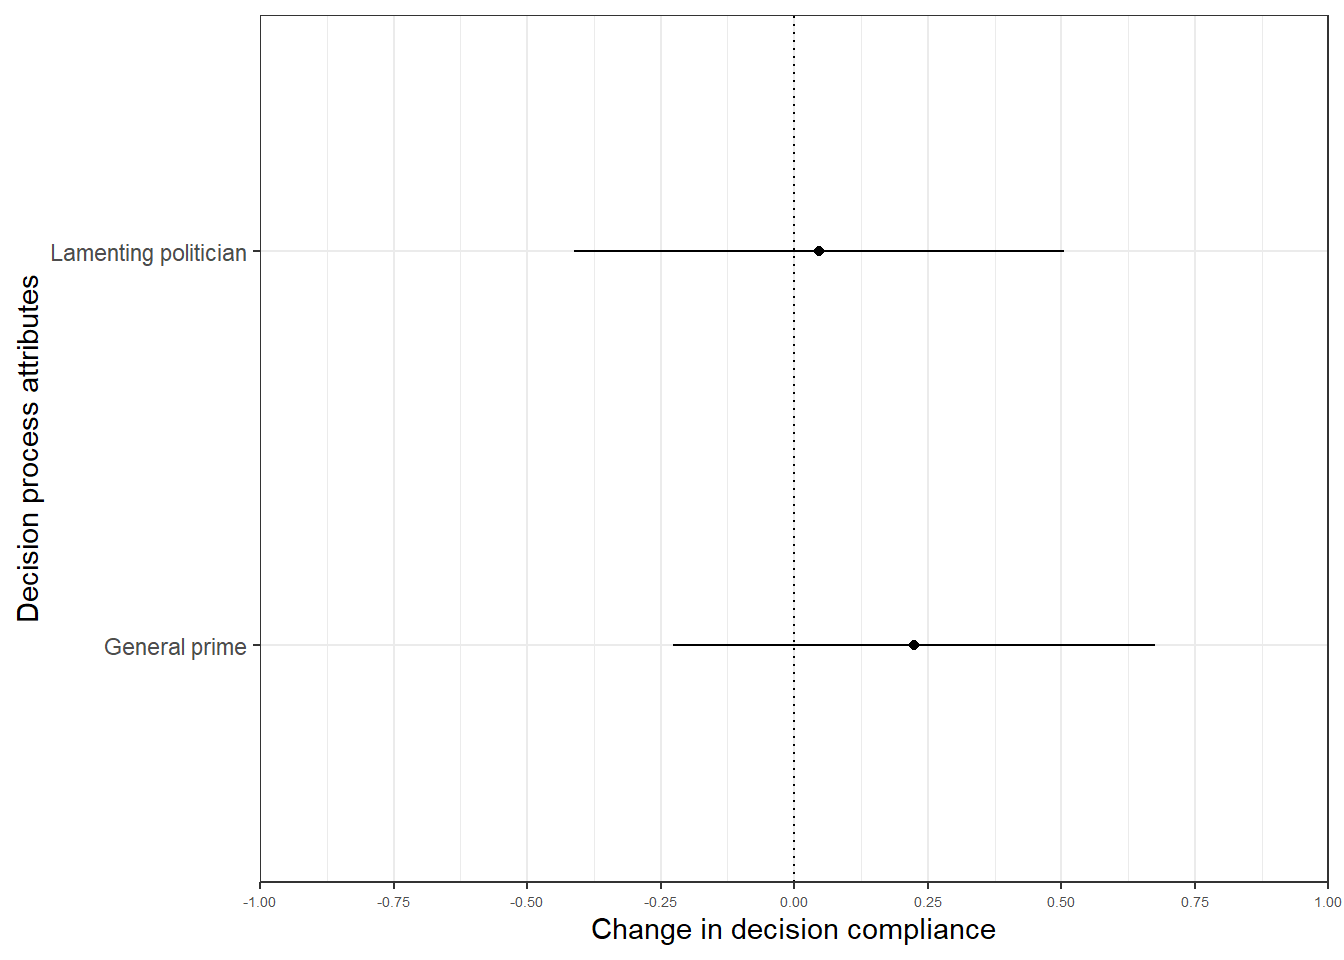 Decision process attributes
Lamenting politician
General prime
-1.00
-0.75
-0.50
-0.25
0.00
0.25
0.50
0.75
1.00
Change in decision compliance